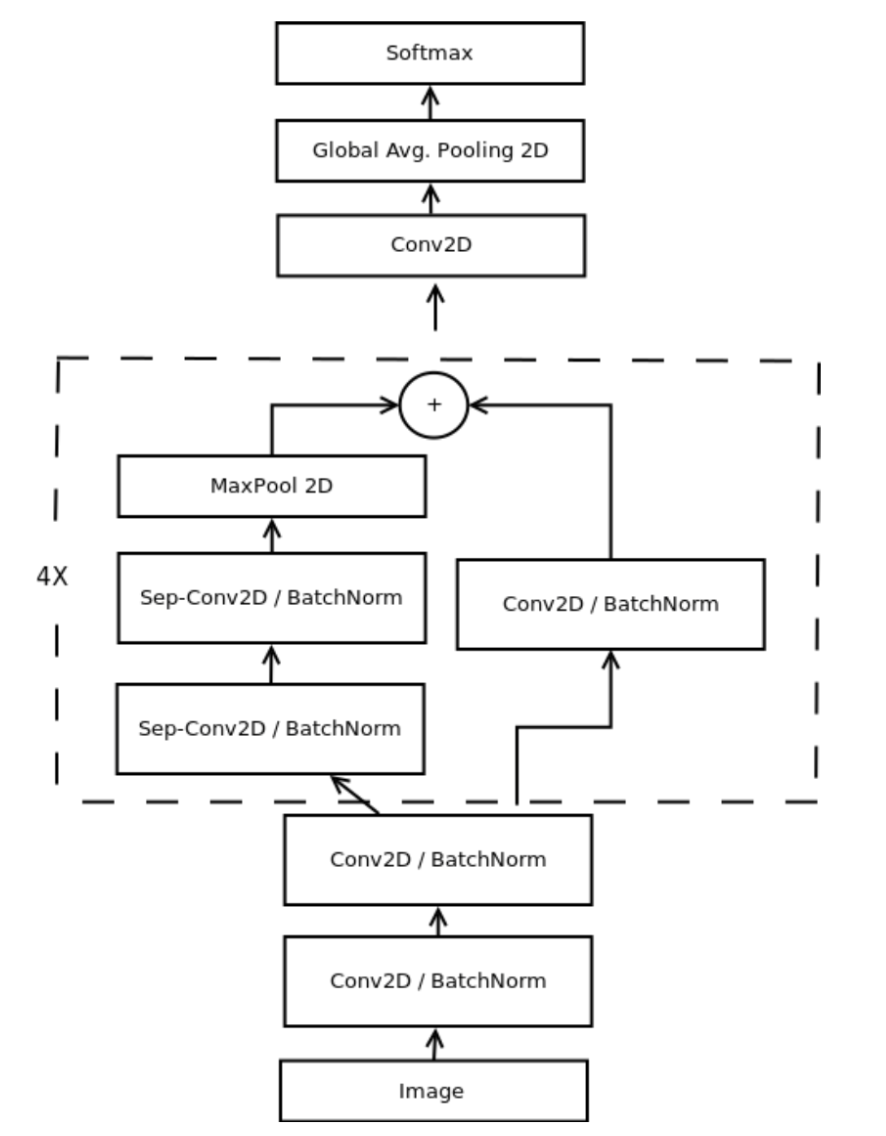 Softmax
Global Avg. Pooling 2D
Conv2D
+
MaxPool 2D
4X
Sep-Conv2D / BatchNorm
Conv2D / BatchNorm
Sep-Conv2D / BatchNorm
Conv2D / BatchNorm
Conv2D / BatchNorm
Image